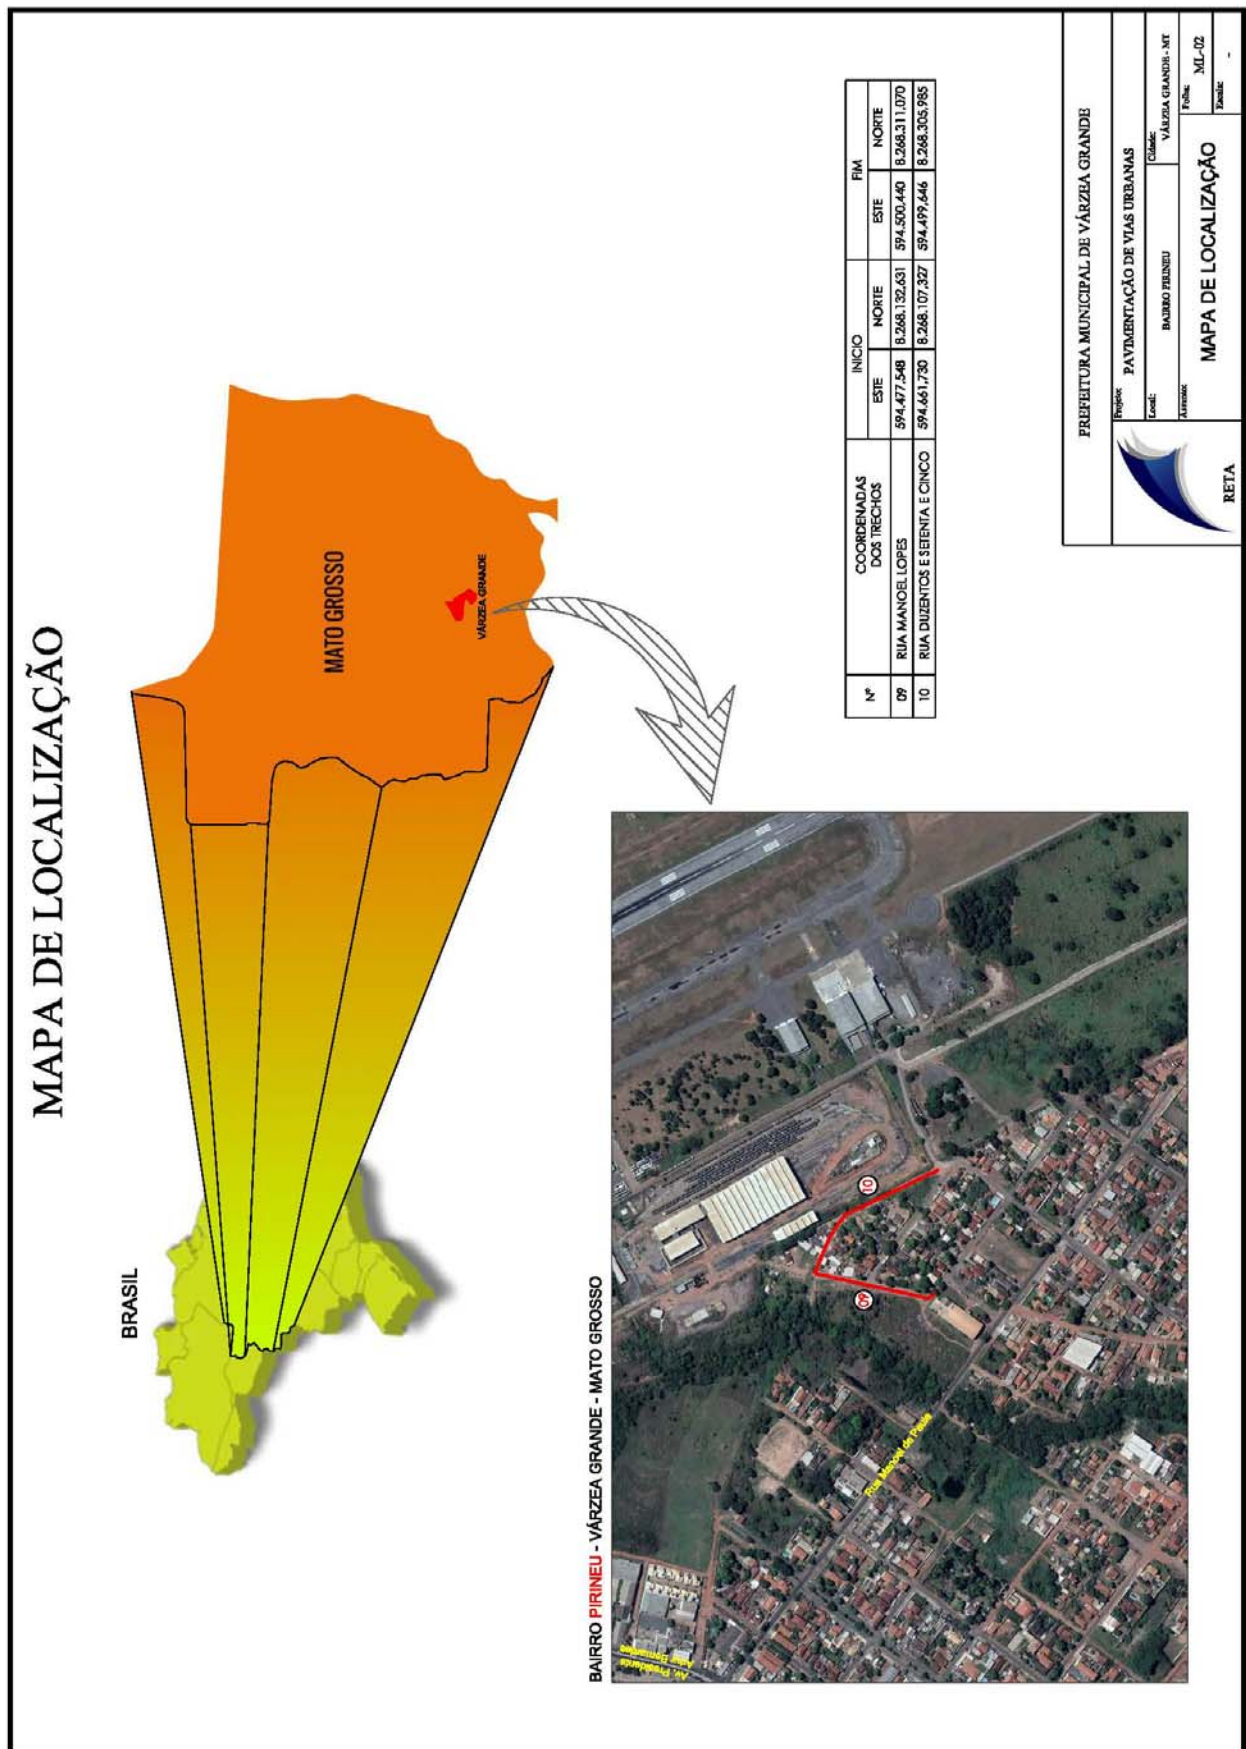 MAPA DE LOCALIZAÇÃO
BRASIL
MATO GROSSO
VÁRZEA GRANDE
BAIRRO PIRINEU - VÁRZEA GRANDE - MATO GROSSO
Av. Presidente
Artur Bernardes
Rua Manoel de Paula
09
10
Nº COORDENADAS DOS TRECHOS INICIO FIM
ESTE NORTE ESTE NORTE
09 RUA MANOEL LOPES 594.477,548 8.268.132,631 594.500,440 8.268.311,070
10 RUA DUZENTOS E SETENTA E CINCO 594.661,730 8.268.107,327 594.499,646 8.268.305,985
PREFEITURA MUNICIPAL DE VÁRZEA GRANDE
Projeto: PAVIMENTAÇÃO DE VIAS URBANAS
Local: BAIRRO PIRINEU
Cidade: VÁRZEA GRANDE - MT
Assunto: MAPA DE LOCALIZAÇÃO
Folha: ML-02
Escala: -
RETA